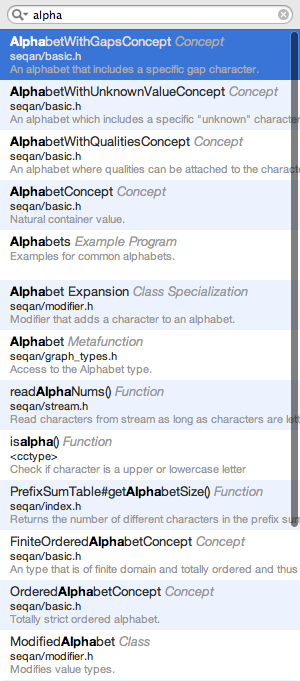 alpha
AlphabetWithGapsConcept Concept
seqan/basic.h
An alphabet that includes a specific gap character.
AlphabetWithUnknownValueConcept Concept
seqan/basic.h
An alphabet which includes a specific "unknown" characte
AlphabetWithQualitiesConcept Concept
seqan/basic.h
An alphabet where qualities can be attached to the characte
AlphabetConcept Concept
seqan/basic.h
Natural container value.
Alphabets Example Program
Examples for common alphabets.
Alphabet Expansion Class Specialization
seqan/modifier.h
Modifier that adds a character to an alphabet.
Alphabet Metafunction
seqan/graph_types.h
Access to the Alphabet type.
readAlphaNums() Function
seqan/stream.h
Read characters from stream as long as characters are lett
isalpha() Function
<cctype>
Check if character is a upper or lowercase letter
PrefixSumTable#getAlphabetSize() Function
seqan/index.h
Returns the number of different characters in the prefix sum
FiniteOrderedAlphabetConcept Concept
seqan/basic.h
An type that is of finite domain and totally ordered and thus
OrderedAlphabetConcept Concept
seqan/basic.h
Totally strict ordered alphabet.
ModifiedAlphabet Class
seqan/modifier.h
Modifies value types.